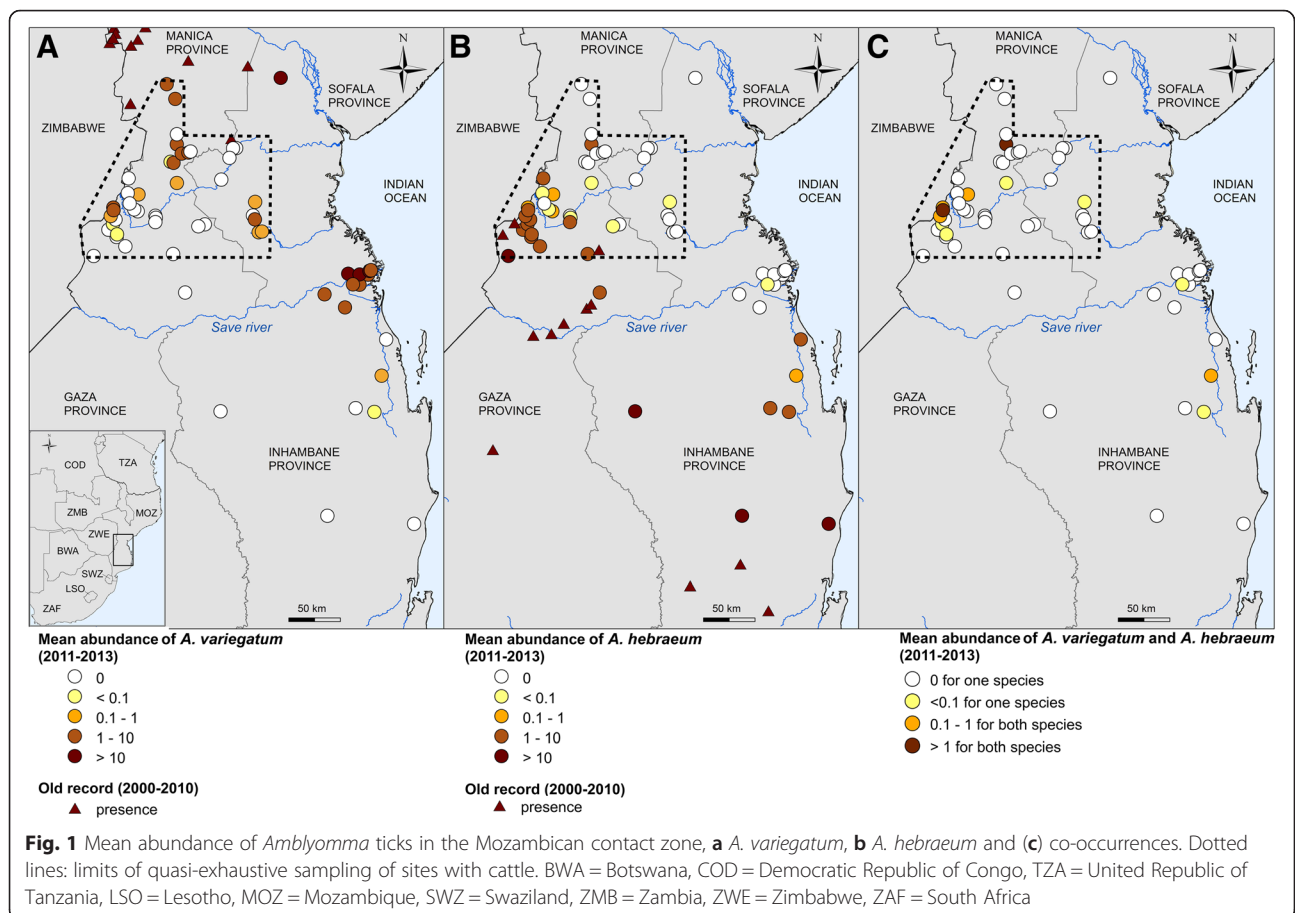 A
MANICA
PROVINCE
N
SOFALA
PROVINCE
ZIMBABWE
INDIAN
OCEAN
Save river
GAZA
PROVINCE
INHAMBANE
PROVINCE
COD
TZA
ZMB
MOZ
ZWE
BWA
SWZ
LSO
ZAF
50 km
B
MANICA
PROVINCE
N
SOFALA
PROVINCE
ZIMBABWE
INDIAN
OCEAN
Save river
GAZA
PROVINCE
INHAMBANE
PROVINCE
50 km
C
MANICA
PROVINCE
N
SOFALA
PROVINCE
ZIMBABWE
INDIAN
OCEAN
Save river
GAZA
PROVINCE
INHAMBANE
PROVINCE
50 km
Mean abundance of A. variegatum
(2011-2013)
0
< 0.1
0.1 - 1
1 - 10
> 10
Old record (2000-2010)
presence
Mean abundance of A. hebraeum
(2011-2013)
0
< 0.1
0.1 - 1
1 - 10
> 10
Old record (2000-2010)
presence
Mean abundance of A. variegatum and A. hebraeum
(2011-2013)
0 for one species
<0.1 for one species
0.1 - 1 for both species
> 1 for both species
Fig. 1 Mean abundance of Amblyomma ticks in the Mozambican contact zone, a A. variegatum, b A. hebraeum and (c) co-occurrences. Dotted
lines: limits of quasi-exhaustive sampling of sites with cattle. BWA = Botswana, COD = Democratic Republic of Congo, TZA = United Republic of
Tanzania, LSO = Lesotho, MOZ = Mozambique, SWZ = Swaziland, ZMB = Zambia, ZWE = Zimbabwe, ZAF = South Africa